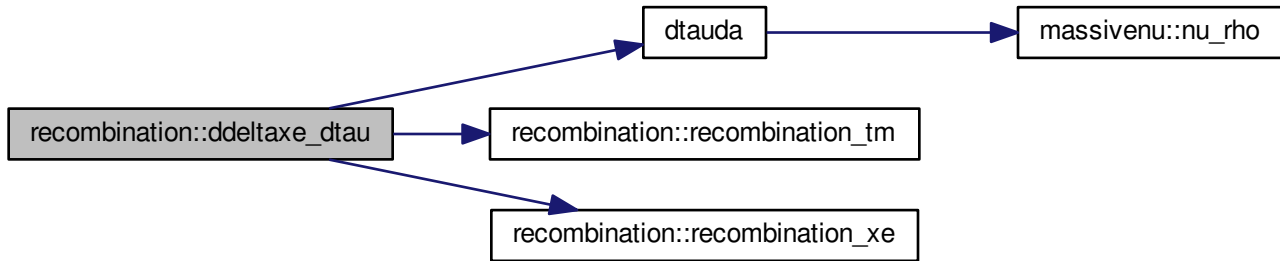 dtauda
massivenu::nu_rho
recombination::ddeltaxe_dtau
recombination::recombination_tm
recombination::recombination_xe